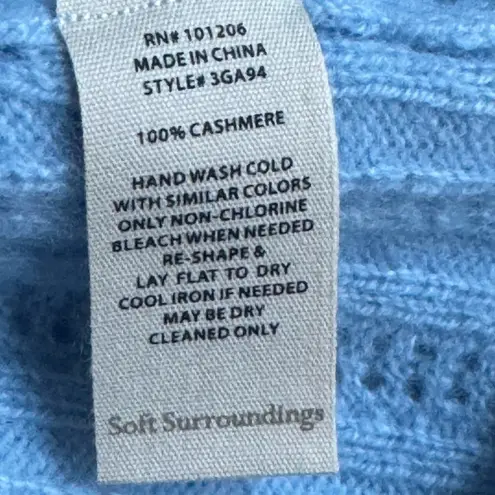 RN# 101206
MADE IN CHINA
STYLE# 3GA94
100% CASHMERE
HAND WASH COLD
WITH SIMILAR COLORS
ONLY NON-CHLORINE
BLEACH WHEN NEEDED
RE-SHAPE &
LAY FLAT TO DRY
COOL IRON IF NEEDED
MAY BE DRY
CLEANED ONLY
Soft Surroundings